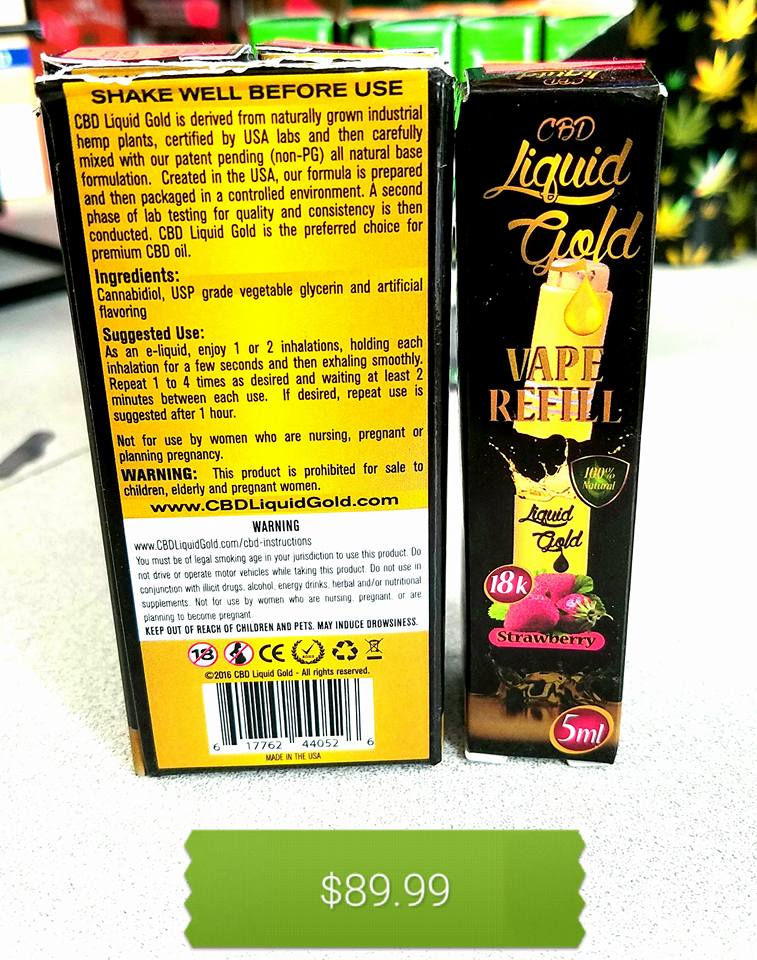 SHAKE WELL BEFORE USE
CBD Liquid Gold is derived from naturally grown industrial
hemp plants, certified by USA labs and then carefully
mixed with our patent pending (non-PG) all natural base
formulation. Created in the USA, our formula is prepared
and then packaged in a controlled environment. A second
phase of lab testing for quality and consistency is then
conducted. CBD Liquid Gold is the preferred choice for
premium CBD oil.
Ingredients:
Cannabidiol, USP grade vegetable glycerin and artificial
flavoring
Suggested Use:
As an e-liquid, enjoy 1 or 2 inhalations, holding each
inhalation for a few seconds and then exhaling smoothly.
Repeat 1 to 4 times as desired and waiting at least 2
minutes between each use. If desired, repeat use is
suggested after 1 hour.
Not for use by women who are nursing, pregnant or
planning pregnancy.
WARNING: This product is prohibited for sale to
children, elderly and pregnant women.
www.CBDLiquidGold.com
WARNING
www.CBDLiquidGold.com/cbd-instructions
You must be of legal smoking age in your jurisdiction to use this product. Do
not drive or operate motor vehicles while taking this product. Do not use in
conjunction with illicit drugs, alcohol, energy drinks, herbal and/or nutritional
supplements. Not for use by women who are nursing, pregnant, or are
planning to become pregnant
KEEP OUT OF REACH OF CHILDREN AND PETS. MAY INDUCE DROWSINESS.
18 CE
©2016 CBD Liquid Gold - All rights reserved.
6 17762 44052 6
MADE IN THE USA
CBD
Liquid
Gold
VAPE
REFILL
100%
Natural
Liquid
Gold
18k
Strawberry
5ml
$89.99